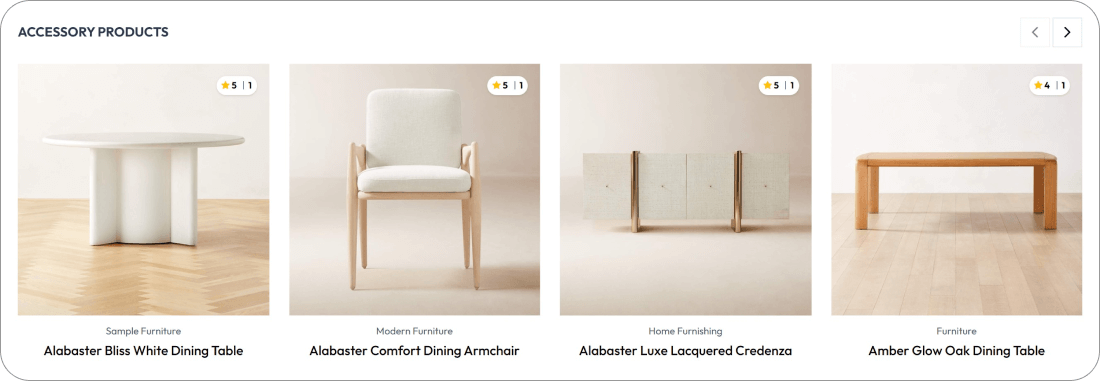 ACCESSORY PRODUCTS
5 | 1
5 | 1
5 | 1
4 | 1
Sample Furniture
Modern Furniture
Home Furnishing
Furniture
Alabaster Bliss White Dining Table
Alabaster Comfort Dining Armchair
Alabaster Luxe Lacquered Credenza
Amber Glow Oak Dining Table